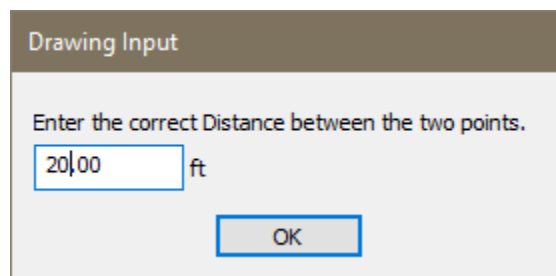 Drawing Input
Enter the correct Distance between the two points.
20.00 ft
OK